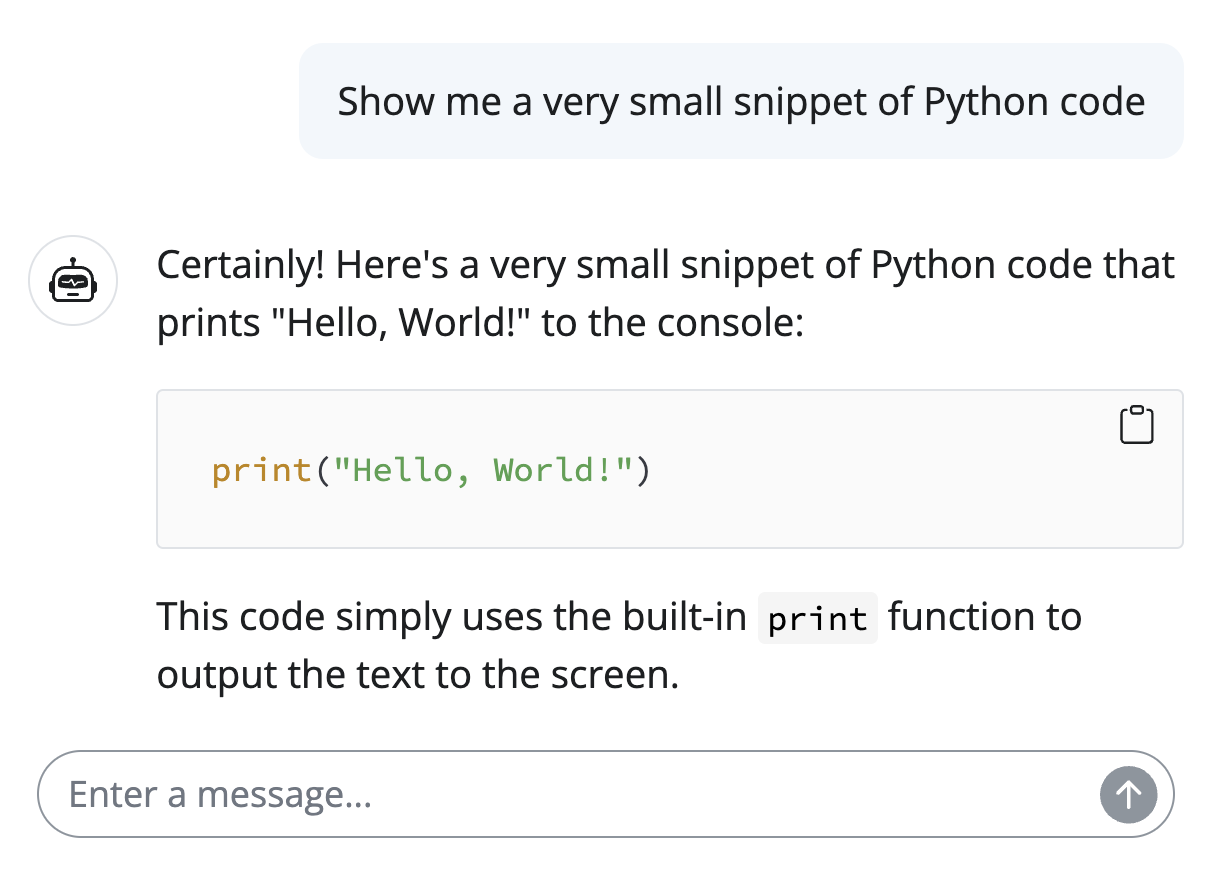 Show me a very small snippet of Python code
Certainly! Here's a very small snippet of Python code that
prints "Hello, World!" to the console:
print("Hello, World!")
This code simply uses the built-in print function to
output the text to the screen.
Enter a message...